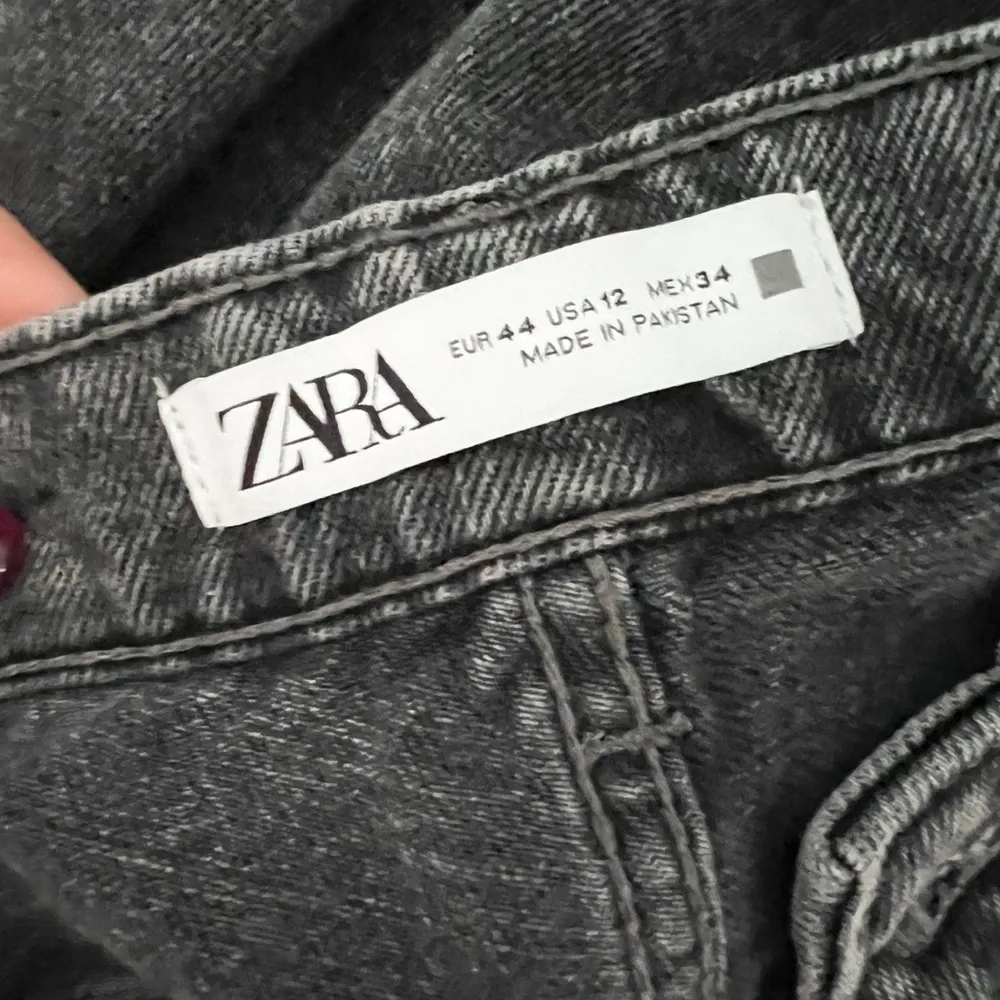 ZARA
EUR 44 USA 12 MEX 34
MADE IN PAKISTAN